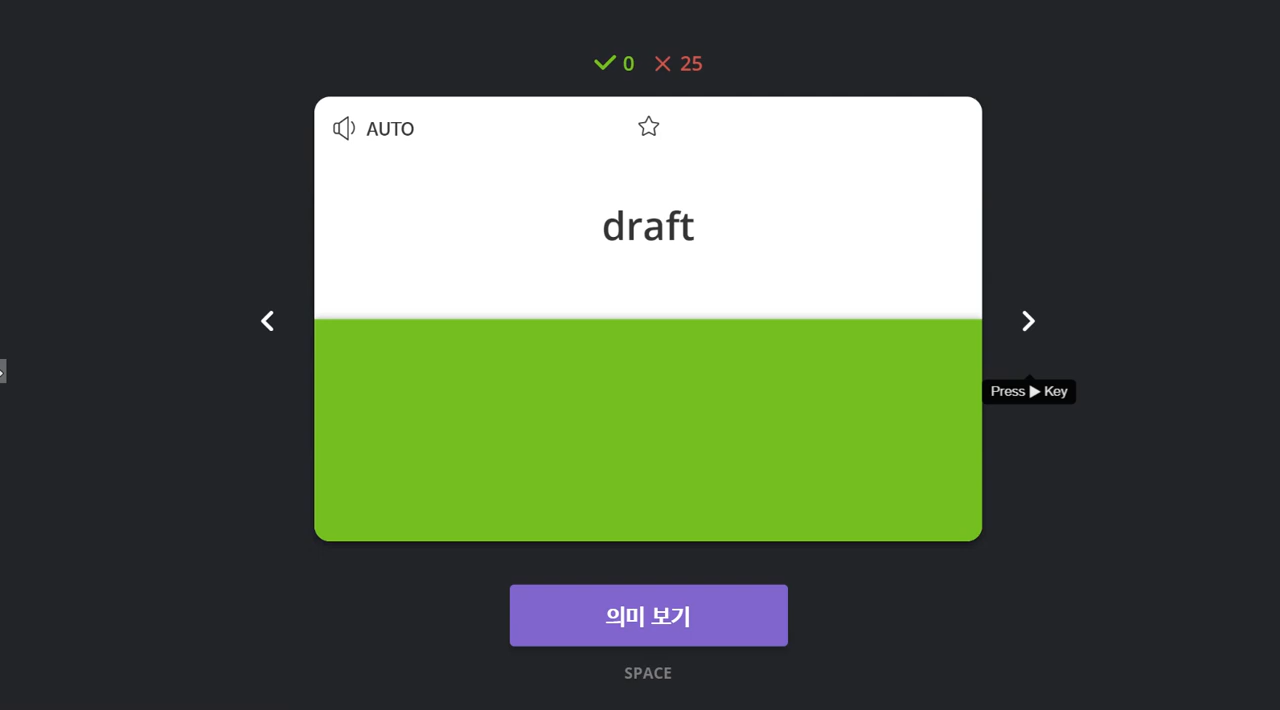 0 25
AUTO
draft
Press ▶ Key
의미 보기
SPACE